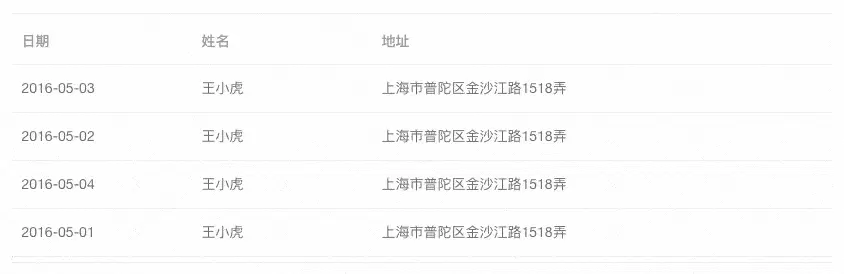 日期 姓名 地址
2016-05-03 王小虎 上海市普陀区金沙江路1518弄
2016-05-02 王小虎 上海市普陀区金沙江路1518弄
2016-05-04 王小虎 上海市普陀区金沙江路1518弄
2016-05-01 王小虎 上海市普陀区金沙江路1518弄